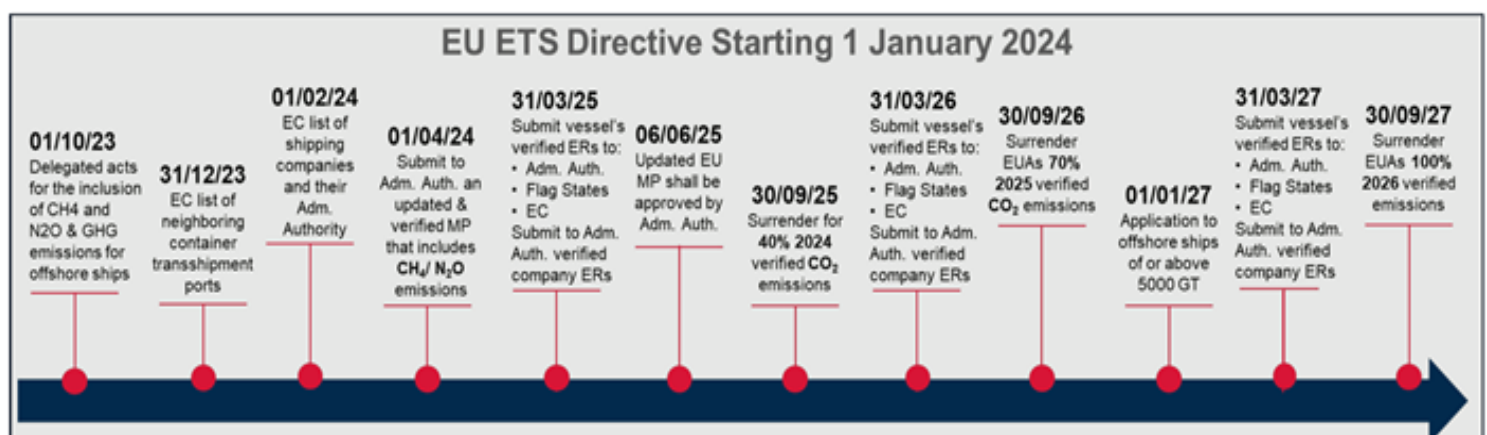 EU ETS Directive Starting 1 January 2024
01/10/23
Delegated acts
for the inclusion
of CH4 and
N2O & GHG
emissions for
offshore ships
31/12/23
EC list of
neighboring
container
transshipment
ports
01/02/24
EC list of
shipping
companies
and their
Adm.
Authority
01/04/24
Submit to
Adm. Auth. an
updated &
verified MP
that includes
CH₄/ N₂O
emissions
31/03/25
Submit vessel's
verified ERs to:
• Adm. Auth.
• Flag States
• EC
Submit to Adm.
Auth. verified
company ERs
06/06/25
Updated EU
MP shall be
approved by
Adm. Auth.
30/09/25
Surrender for
40% 2024
verified CO₂
emissions
31/03/26
Submit vessel's
verified ERs to:
• Adm. Auth.
• Flag States
• EC
Submit to Adm.
Auth. verified
company ERs
30/09/26
Surrender
EUAs 70%
2025 verified
CO₂ emissions
01/01/27
Application to
offshore ships
of or above
5000 GT
31/03/27
Submit vessel's
verified ERs to:
• Adm. Auth.
• Flag States
• EC
Submit to Adm.
Auth. verified
company ERs
30/09/27
Surrender
EUAs 100%
2026 verified
emissions